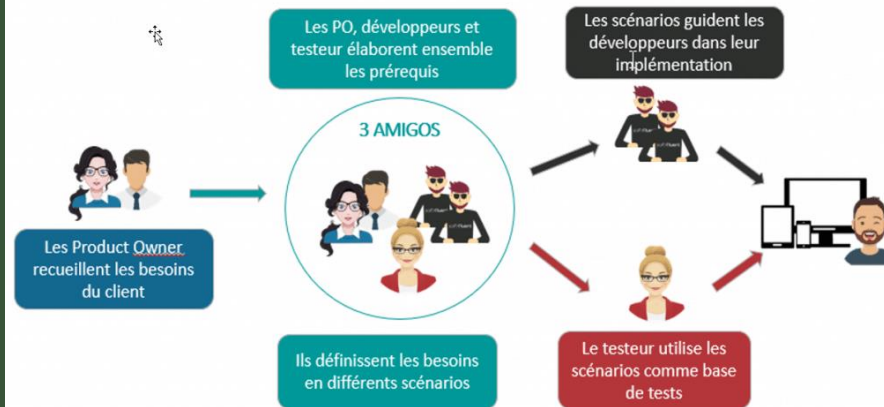 Les PO, développeurs et
testeur élaborent ensemble
les prérequis
Les scénarios guident les
développeurs dans leur
implémentation
3 AMIGOS
Les Product Owner
recueillent les besoins
du client
Ils définissent les besoins
en différents scénarios
Le testeur utilise les
scénarios comme base
de tests